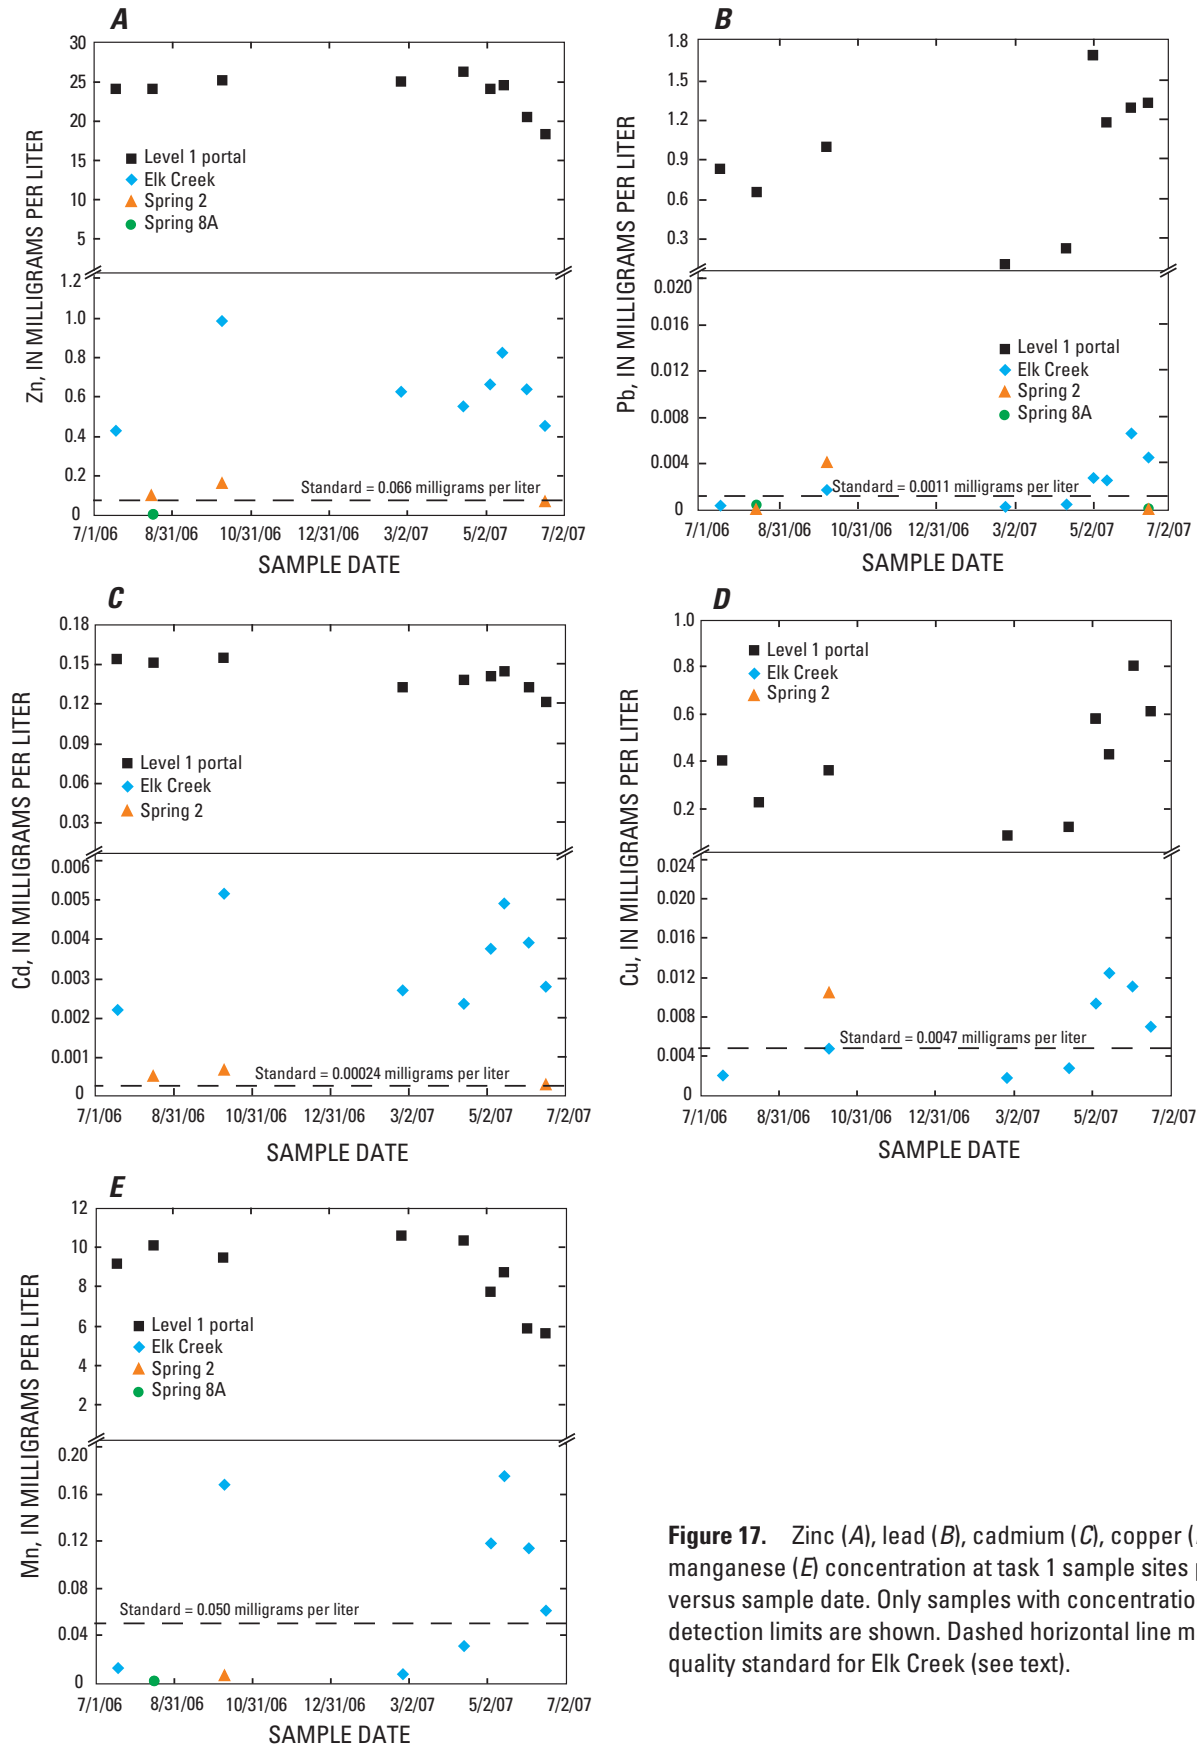 A
Zn, IN MILLIGRAMS PER LITER
30
25
20
15
10
5
1.2
1.0
0.8
0.6
0.4
0.2
0
Level 1 portal
Elk Creek
Spring 2
Spring 8A
Standard = 0.066 milligrams per liter
7/1/06 8/31/06 10/31/06 12/31/06 3/2/07 5/2/07 7/2/07
SAMPLE DATE
B
Pb, IN MILLIGRAMS PER LITER
1.8
1.5
1.2
0.9
0.6
0.3
0.020
0.016
0.012
0.008
0.004
0
Level 1 portal
Elk Creek
Spring 2
Spring 8A
Standard = 0.0011 milligrams per liter
7/1/06 8/31/06 10/31/06 12/31/06 3/2/07 5/2/07 7/2/07
SAMPLE DATE
C
Cd, IN MILLIGRAMS PER LITER
0.18
0.15
0.12
0.09
0.06
0.03
0.006
0.005
0.004
0.003
0.002
0.001
0
Level 1 portal
Elk Creek
Spring 2
Standard = 0.00024 milligrams per liter
7/1/06 8/31/06 10/31/06 12/31/06 3/2/07 5/2/07 7/2/07
SAMPLE DATE
D
Cu, IN MILLIGRAMS PER LITER
1.0
0.8
0.6
0.4
0.2
0.024
0.020
0.016
0.012
0.008
0.004
0
Level 1 portal
Elk Creek
Spring 2
Standard = 0.0047 milligrams per liter
7/1/06 8/31/06 10/31/06 12/31/06 3/2/07 5/2/07 7/2/07
SAMPLE DATE
E
Mn, IN MILLIGRAMS PER LITER
12
10
8
6
4
2
0.20
0.16
0.12
0.08
0.04
0
Level 1 portal
Elk Creek
Spring 2
Spring 8A
Standard = 0.050 milligrams per liter
7/1/06 8/31/06 10/31/06 12/31/06 3/2/07 5/2/07 7/2/07
SAMPLE DATE
Figure 17. Zinc (A), lead (B), cadmium (C), copper (
manganese (E) concentration at task 1 sample sites
versus sample date. Only samples with
detection limits are shown. Dashed horizontal line
quality standard for Elk Creek (see text).